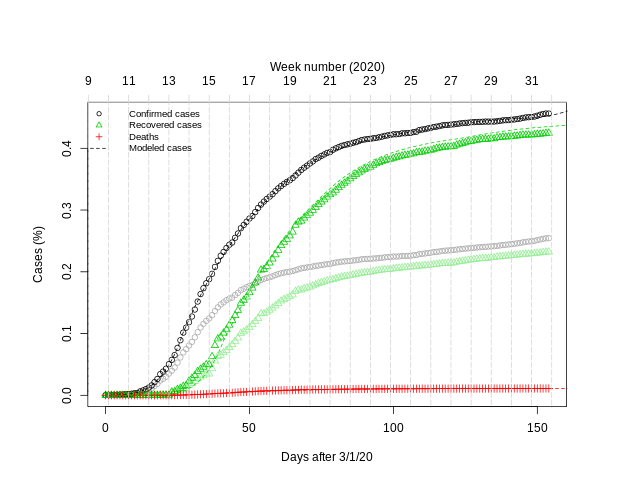 Week number (2020)
9 11 13 15 17 19 21 23 25 27 29 31
Confirmed cases
Recovered cases
Deaths
Modeled cases
Cases (%)
0.4
0.3
0.2
0.1
0.0
0 50 100 150
Days after 3/1/20